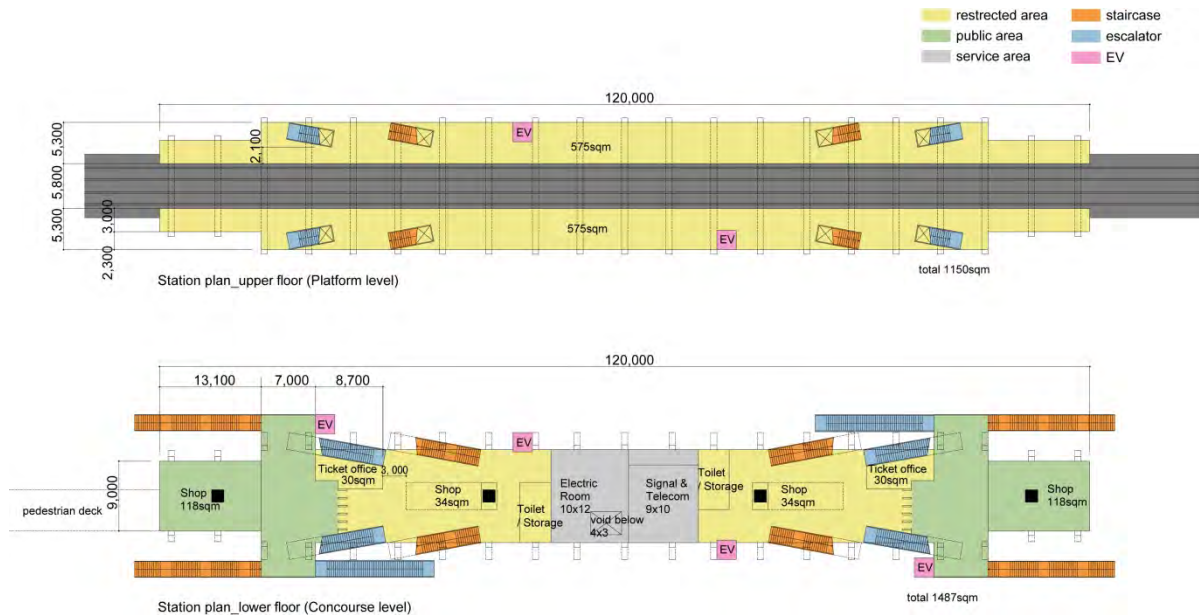 restrected area
staircase
public area
escalator
service area
EV
120,000
5,300
2,100
EV
575sqm
5,800
5,300
3,000
575sqm
EV
2,300
total 1150sqm
Station plan_upper floor (Platform level)
120,000
13,100
7,000
8,700
EV
EV
Ticket office
30sqm
3, 000
Toilet
/ Storage
Ticket office
30sqm
9,000
Shop
118sqm
Shop
34sqm
Electric
Room
10x12
Signal &
Telecom
9x10
Shop
34sqm
Shop
118sqm
pedestrian deck
Toilet
/ Storage
void below
4x3
EV
EV
total 1487sqm
Station plan_lower floor (Concourse level)